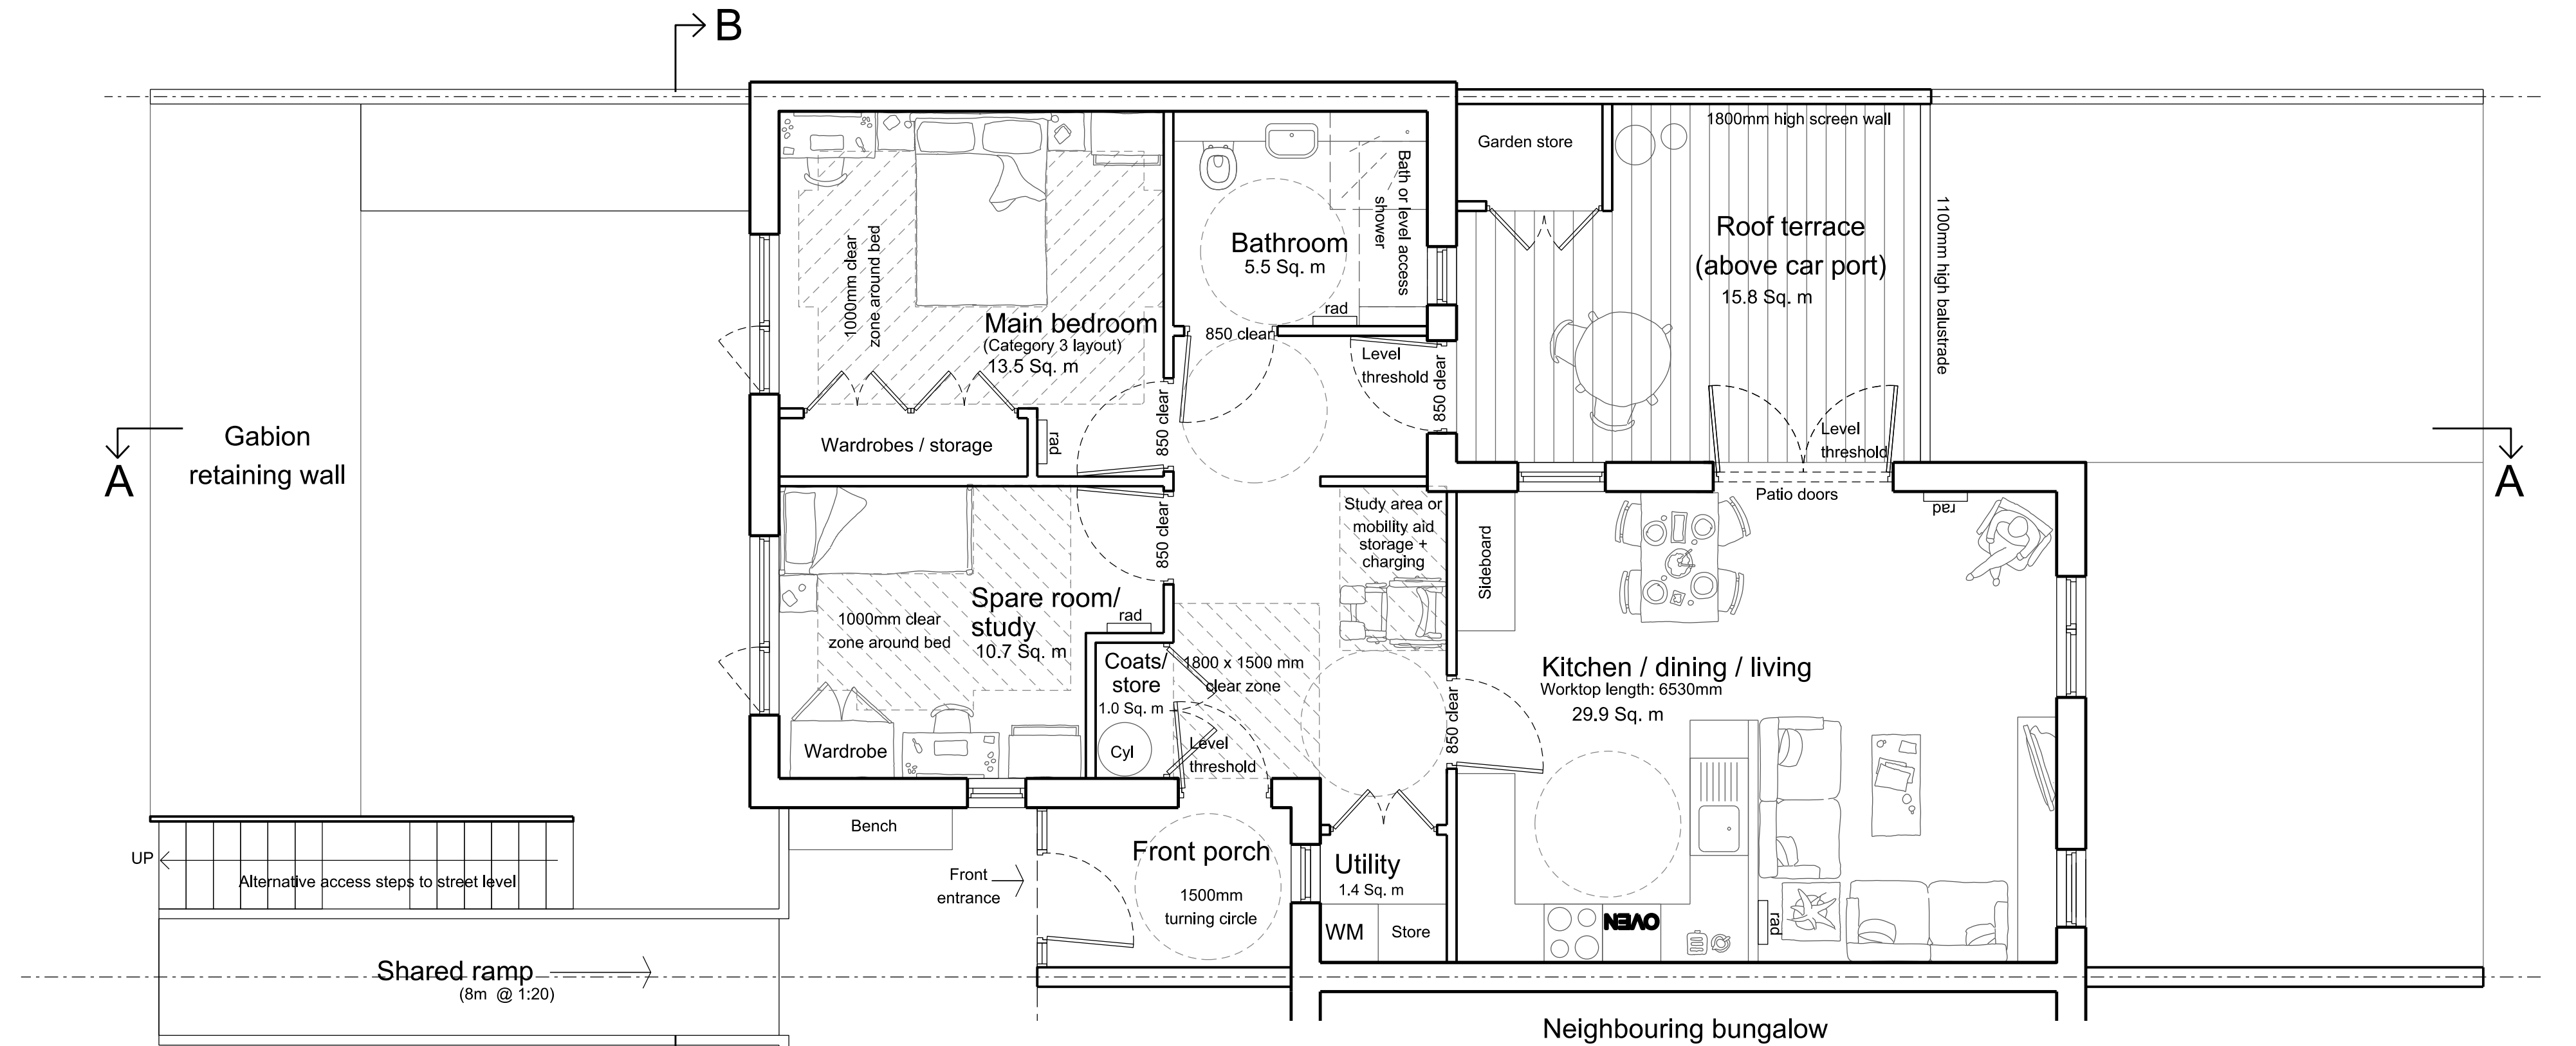 B
1800mm high screen wall
Garden store
Bath or level access
shower
1100mm high balustrade
Roof terrace
(above car port)
15.8 Sq. m
Bathroom
5.5 Sq. m
1000mm clear
zone around bed
Main bedroom
(Category 3 layout)
13.5 Sq. m
rad
850 clear
Level
threshold
850 clear
850 clear
Gabion
retaining wall
A
Wardrobes / storage
rad
Level
threshold
A
Patio doors
rad
850 clear
Study area or
mobility aid
storage +
charging
Sideboard
Spare room/
study
10.7 Sq. m
1000mm clear
zone around bed
rad
Coats/
store
1.0 Sq. m
1800 x 1500 mm
clear zone
Kitchen / dining / living
Worktop length: 6530mm
29.9 Sq. m
850 clear
Wardrobe
Cyl
Level
threshold
Bench
UP
Alternative access steps to street level
Front
entrance
Front porch
1500mm
turning circle
Utility
1.4 Sq. m
WM
Store
OVEN
rad
Shared ramp
(8m @ 1:20)
Neighbouring bungalow